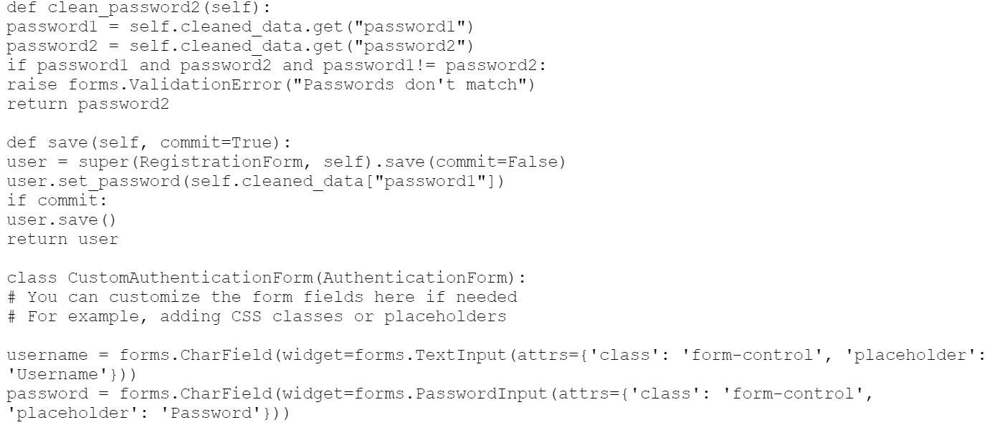 def clean_password2(self):
password1 = self.cleaned_data.get("password1")
password2 = self.cleaned_data.get("password2")
if password1 and password2 and password1!= password2:
raise forms.ValidationError("Passwords don't match")
return password2

def save(self, commit=True):
user = super(RegistrationForm, self).save(commit=False)
user.set_password(self.cleaned_data["password1"])
if commit:
user.save()
return user

class CustomAuthenticationForm(AuthenticationForm):
# You can customize the form fields here if needed
# For example, adding CSS classes or placeholders

username = forms.CharField(widget=forms.TextInput(attrs={'class': 'form-control', 'placeholder':
'Username'}))
password = forms.CharField(widget=forms.PasswordInput(attrs={'class': 'form-control',
'placeholder': 'Password'}))